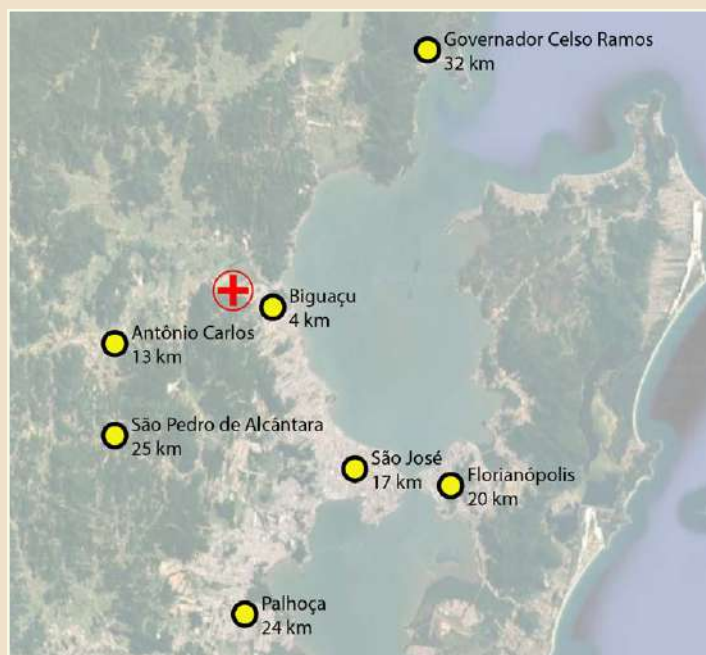 Governador Celso Ramos
32 km
Biguaçu
4 km
Antônio Carlos
13 km
São Pedro de Alcántara
25 km
São José
17 km
Florianópolis
20 km
Palhoça
24 km